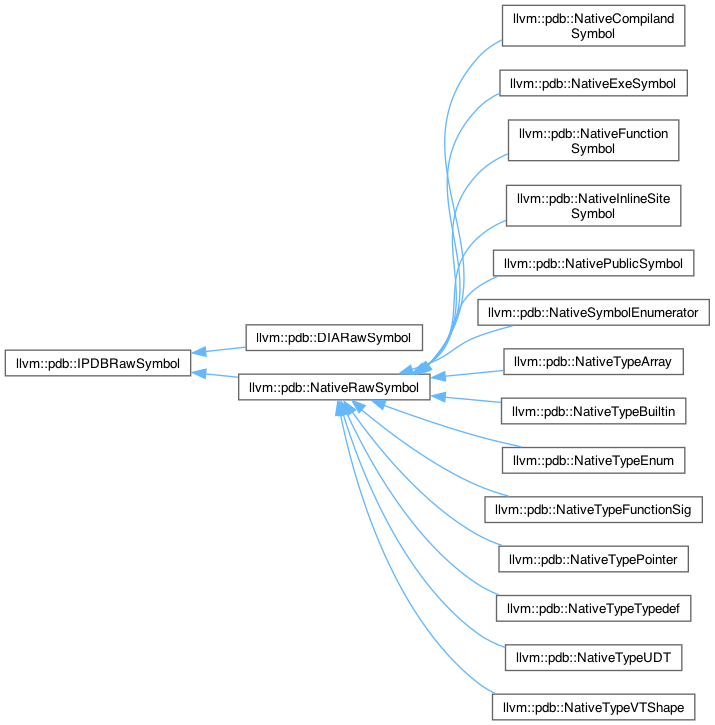 llvm::pdb::NativeCompiland
Symbol
llvm::pdb::NativeExeSymbol
llvm::pdb::NativeFunction
Symbol
llvm::pdb::NativeInlineSite
Symbol
llvm::pdb::NativePublicSymbol
llvm::pdb::NativeSymbolEnumerator
llvm::pdb::DIARawSymbol
llvm::pdb::IPDBRawSymbol
llvm::pdb::NativeRawSymbol
llvm::pdb::NativeTypeArray
llvm::pdb::NativeTypeBuiltin
llvm::pdb::NativeTypeEnum
llvm::pdb::NativeTypeFunctionSig
llvm::pdb::NativeTypePointer
llvm::pdb::NativeTypeTypedef
llvm::pdb::NativeTypeUDT
llvm::pdb::NativeTypeVTShape